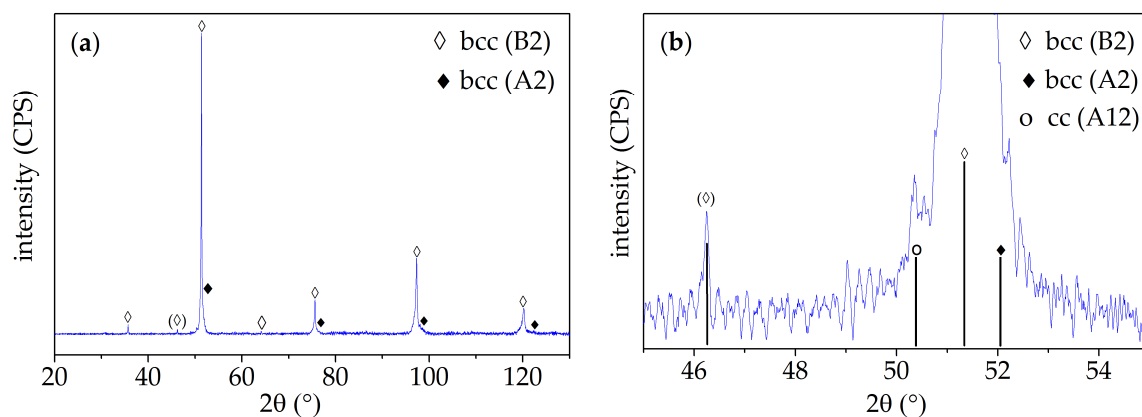 (a)
◊ bcc (B2)
♦ bcc (A2)
intensity (CPS)
(◊)
20 40 60 80 100 120
2θ (°)
(b)
◊ bcc (B2)
♦ bcc (A2)
o cc (A12)
intensity (CPS)
(◊)
o
46 48 50 52 54
2θ (°)